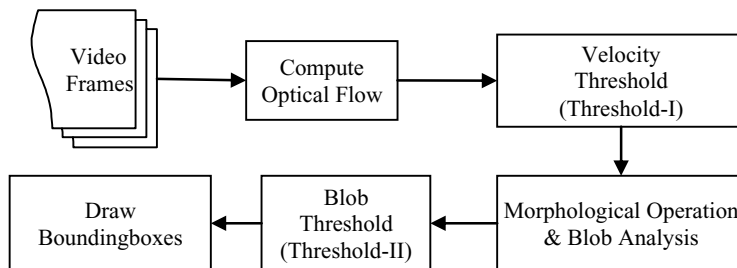 Video
Frames
Compute
Optical Flow
Velocity
Threshold
(Threshold-I)
Morphological Operation
& Blob Analysis
Blob
Threshold
(Threshold-II)
Draw
Boundingboxes